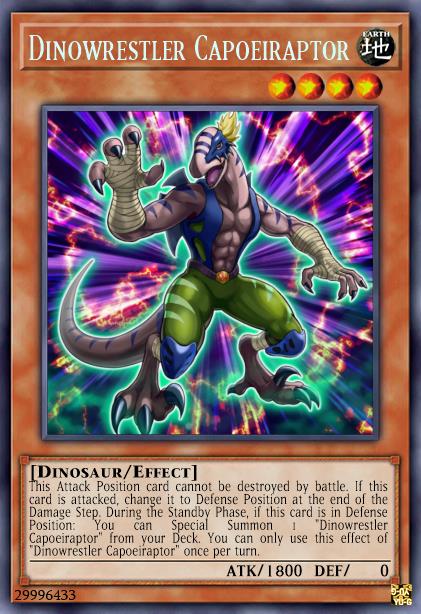 DINOWRESTLER CAPOEIRAPTOR
EARTH
地
[DINOSAUR/EFFECT]
This Attack Position card cannot be destroyed by battle. If this
card is attacked, change it to Defense Position at the end of the
Damage Step. During the Standby Phase, if this card is in Defense
Position: You can Special Summon 1 "Dinowrestler
Capoeiraptor" from your Deck. You can only use this effect of
"Dinowrestler Capoeiraptor" once per turn.
ATK/1800 DEF/ 0
29996433